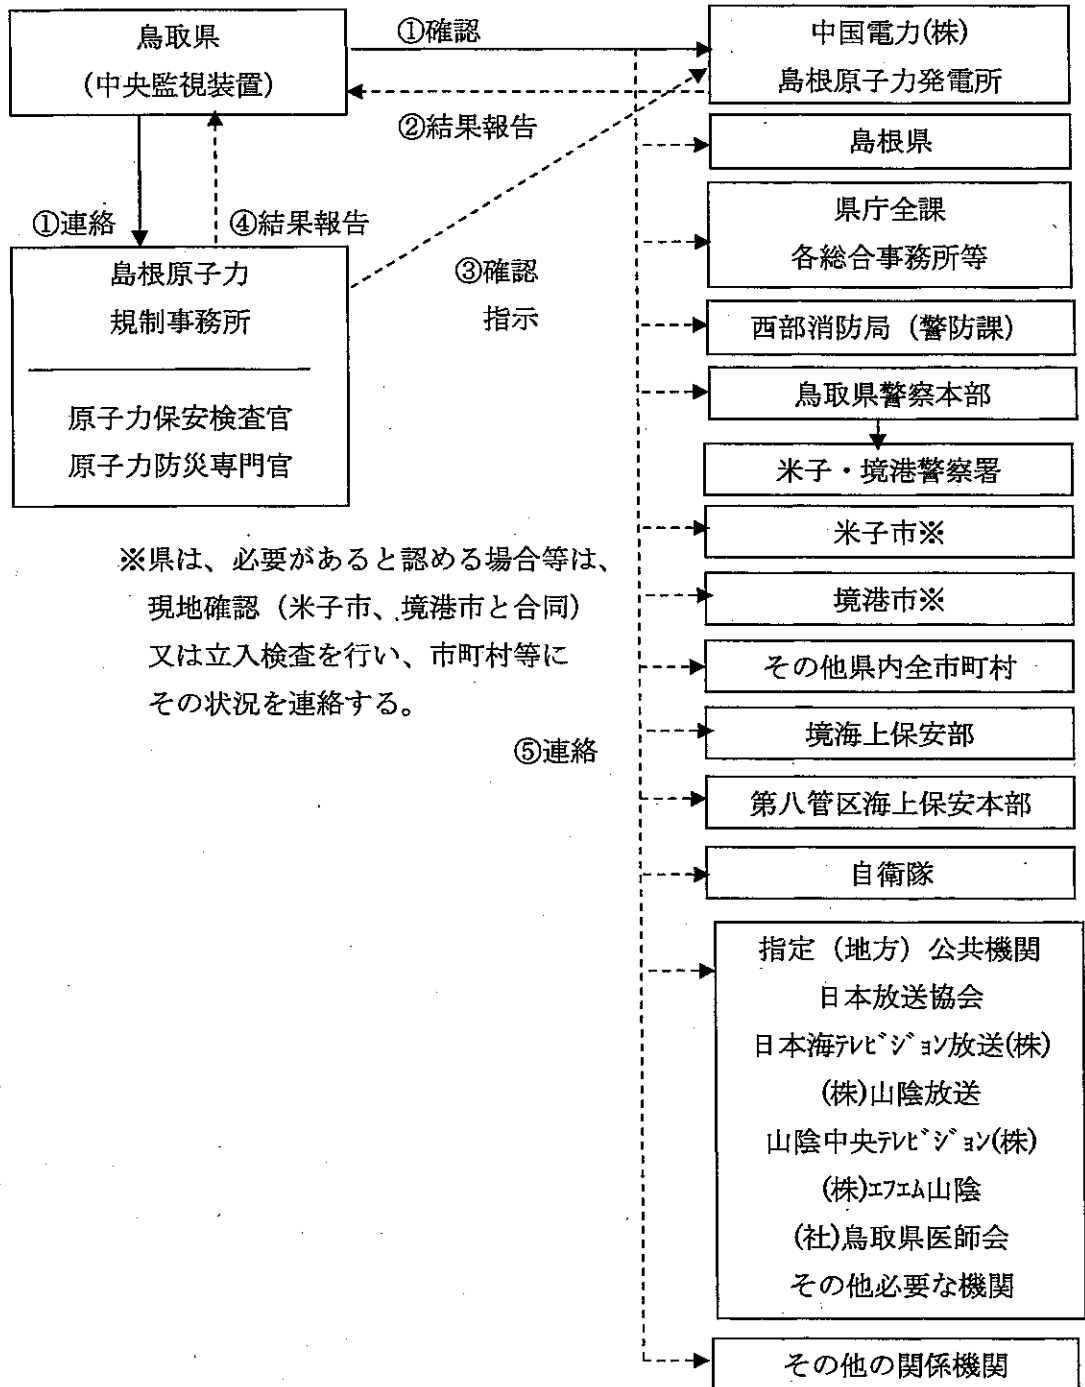 鳥取県
(中央監視装置)
①確認
中国電力(株)
島根原子力発電所
②結果報告
島根県
①連絡
④結果報告
県庁全課
各総合事務所等
島根原子力
規制事務所
原子力保安検査官
原子力防災専門官
③確認
指示
西部消防局（警防課）
鳥取県警察本部
米子・境港警察署
米子市※
境港市※
※県は、必要があると認める場合等は、
現地確認（米子市、境港市と合同）
又は立入検査を行い、市町村等に
その状況を連絡する。
その他県内全市町村
⑤連絡
境海上保安部
第八管区海上保安本部
自衛隊
指定（地方）公共機関
日本放送協会
日本海ﾃﾚﾋﾞｼﾞｮﾝ放送(株)
(株)山陰放送
山陰中央ﾃﾚﾋﾞｼﾞｮﾝ(株)
(株)ｴﾌｴﾑ山陰
(社)鳥取県医師会
その他必要な機関
その他の関係機関